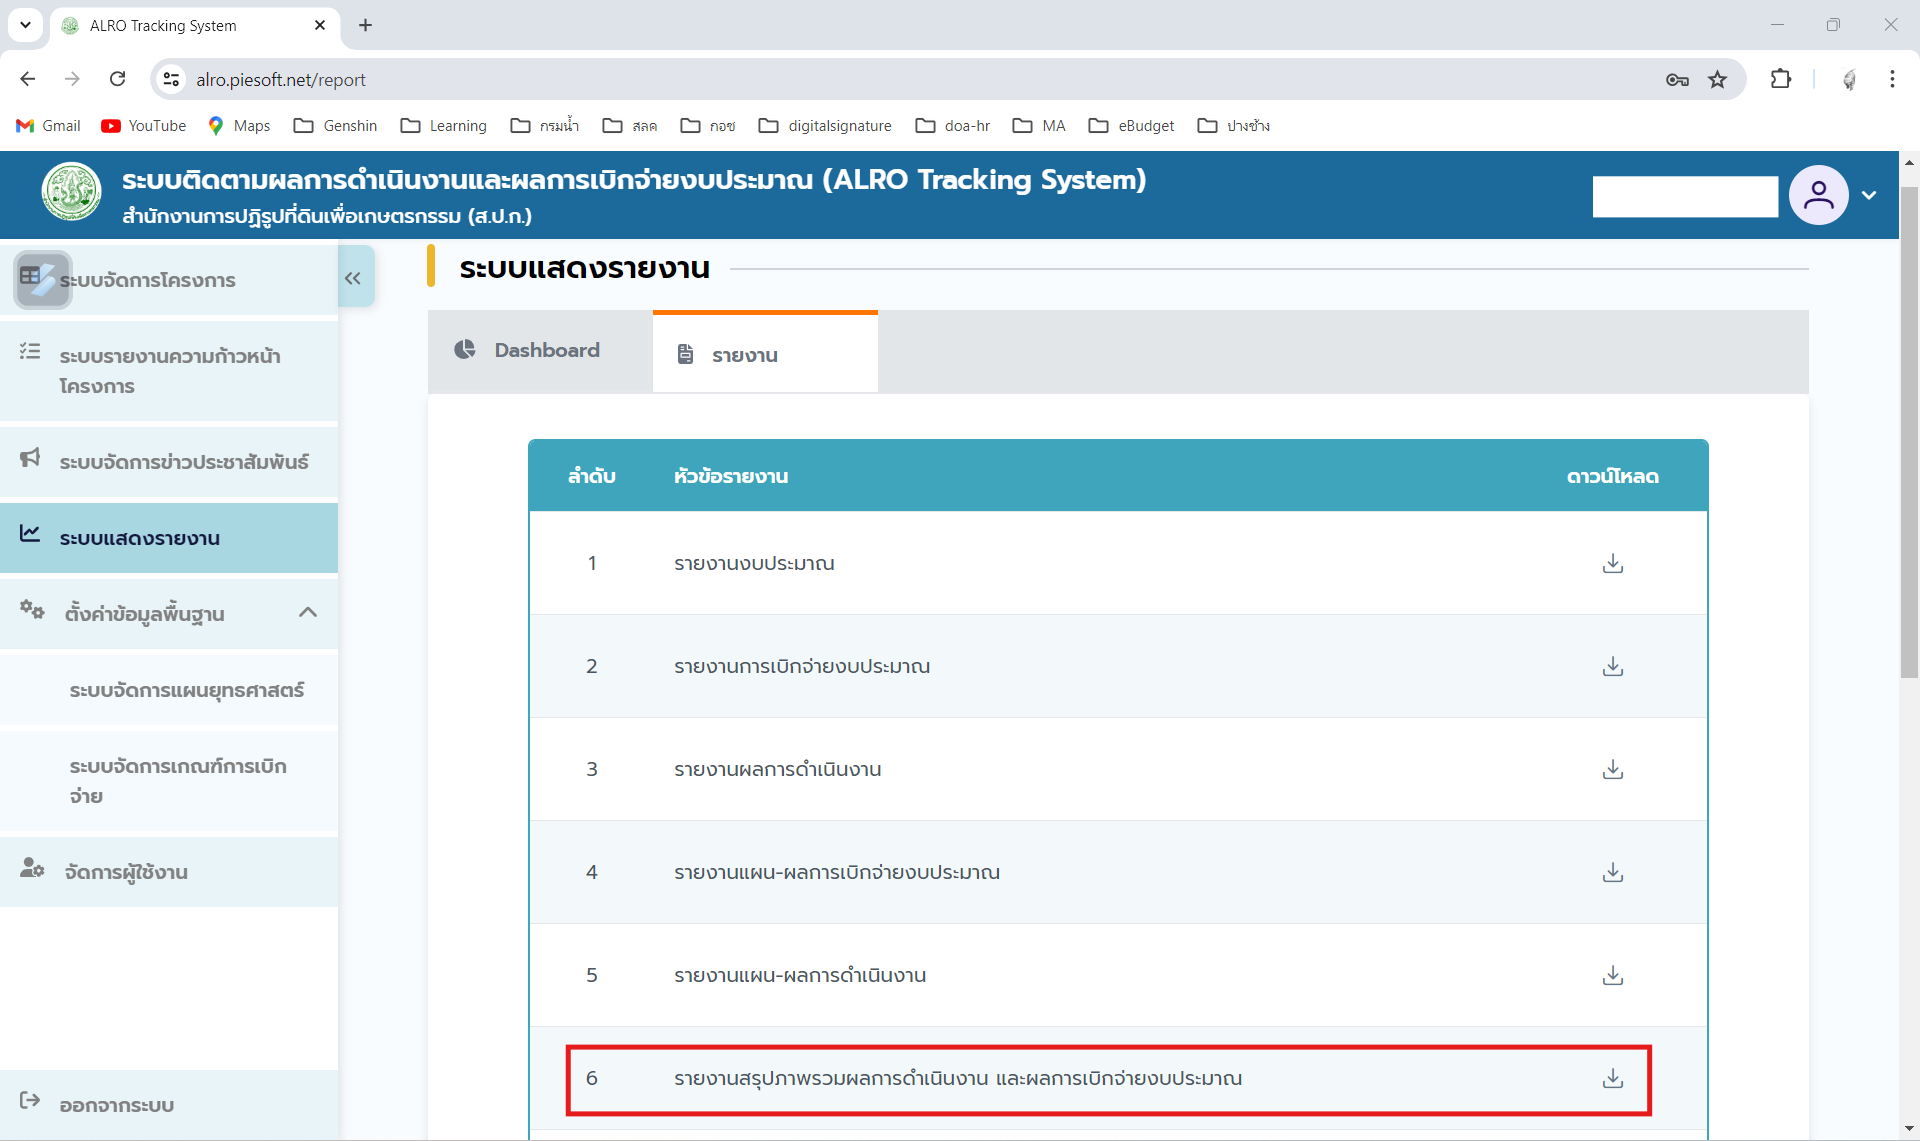 ALRO Tracking System
alro.piesoft.net/report
Gmail YouTube Maps Genshin Learning กรมน้ำ สลค กอช digitalsignature doa-hr MA eBudget ปางช้าง
ระบบติดตามผลการดำเนินงานและผลการเบิกจ่ายงบประมาณ (ALRO Tracking System)
สำนักงานการปฏิรูปที่ดินเพื่อเกษตรกรรม (ส.ป.ก.)
ระบบจัดการโครงการ
ระบบรายงานความก้าวหน้า
โครงการ
ระบบจัดการข่าวประชาสัมพันธ์
ระบบแสดงรายงาน
ตั้งค่าข้อมูลพื้นฐาน
ระบบจัดการแผนยุทธศาสตร์
ระบบจัดการเกณฑ์การเบิก
จ่าย
จัดการผู้ใช้งาน
ออกจากระบบ
ระบบแสดงรายงาน
Dashboard รายงาน
ลำดับ หัวข้อรายงาน ดาวน์โหลด
1 รายงานงบประมาณ
2 รายงานการเบิกจ่ายงบประมาณ
3 รายงานผลการดำเนินงาน
4 รายงานแผน-ผลการเบิกจ่ายงบประมาณ
5 รายงานแผน-ผลการดำเนินงาน
6 รายงานสรุปภาพรวมผลการดำเนินงาน และผลการเบิกจ่ายงบประมาณ